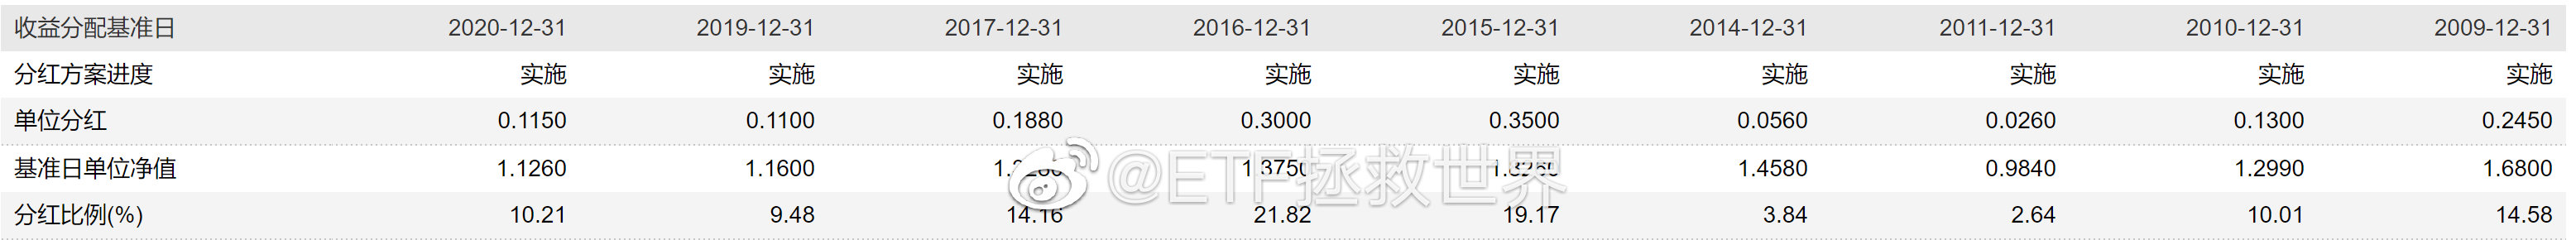 收益分配基准日 2020-12-31 2019-12-31 2017-12-31 2016-12-31 2015-12-31 2014-12-31 2011-12-31 2010-12-31 2009-12-31
分红方案进度 实施 实施 实施 实施 实施 实施 实施 实施 实施
单位分红 0.1150 0.1100 0.1880 0.3000 0.3500 0.0560 0.0260 0.1300 0.2450
基准日单位净值 1.1260 1.1600 1.3750 1.8260 1.4580 0.9840 1.2990 1.6800
分红比例(%) 10.21 9.48 14.16 21.82 19.17 3.84 2.64 10.01 14.58
@ETF拯救世界